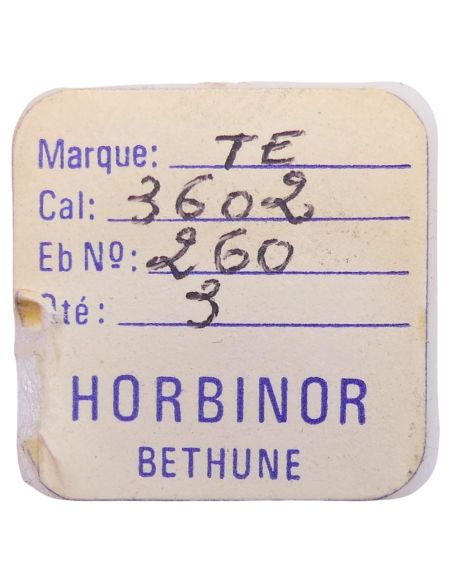 Marque: TE
Cal: 3602
Eb Nº: 260
Qté: 3
HORBINOR
BETHUNE